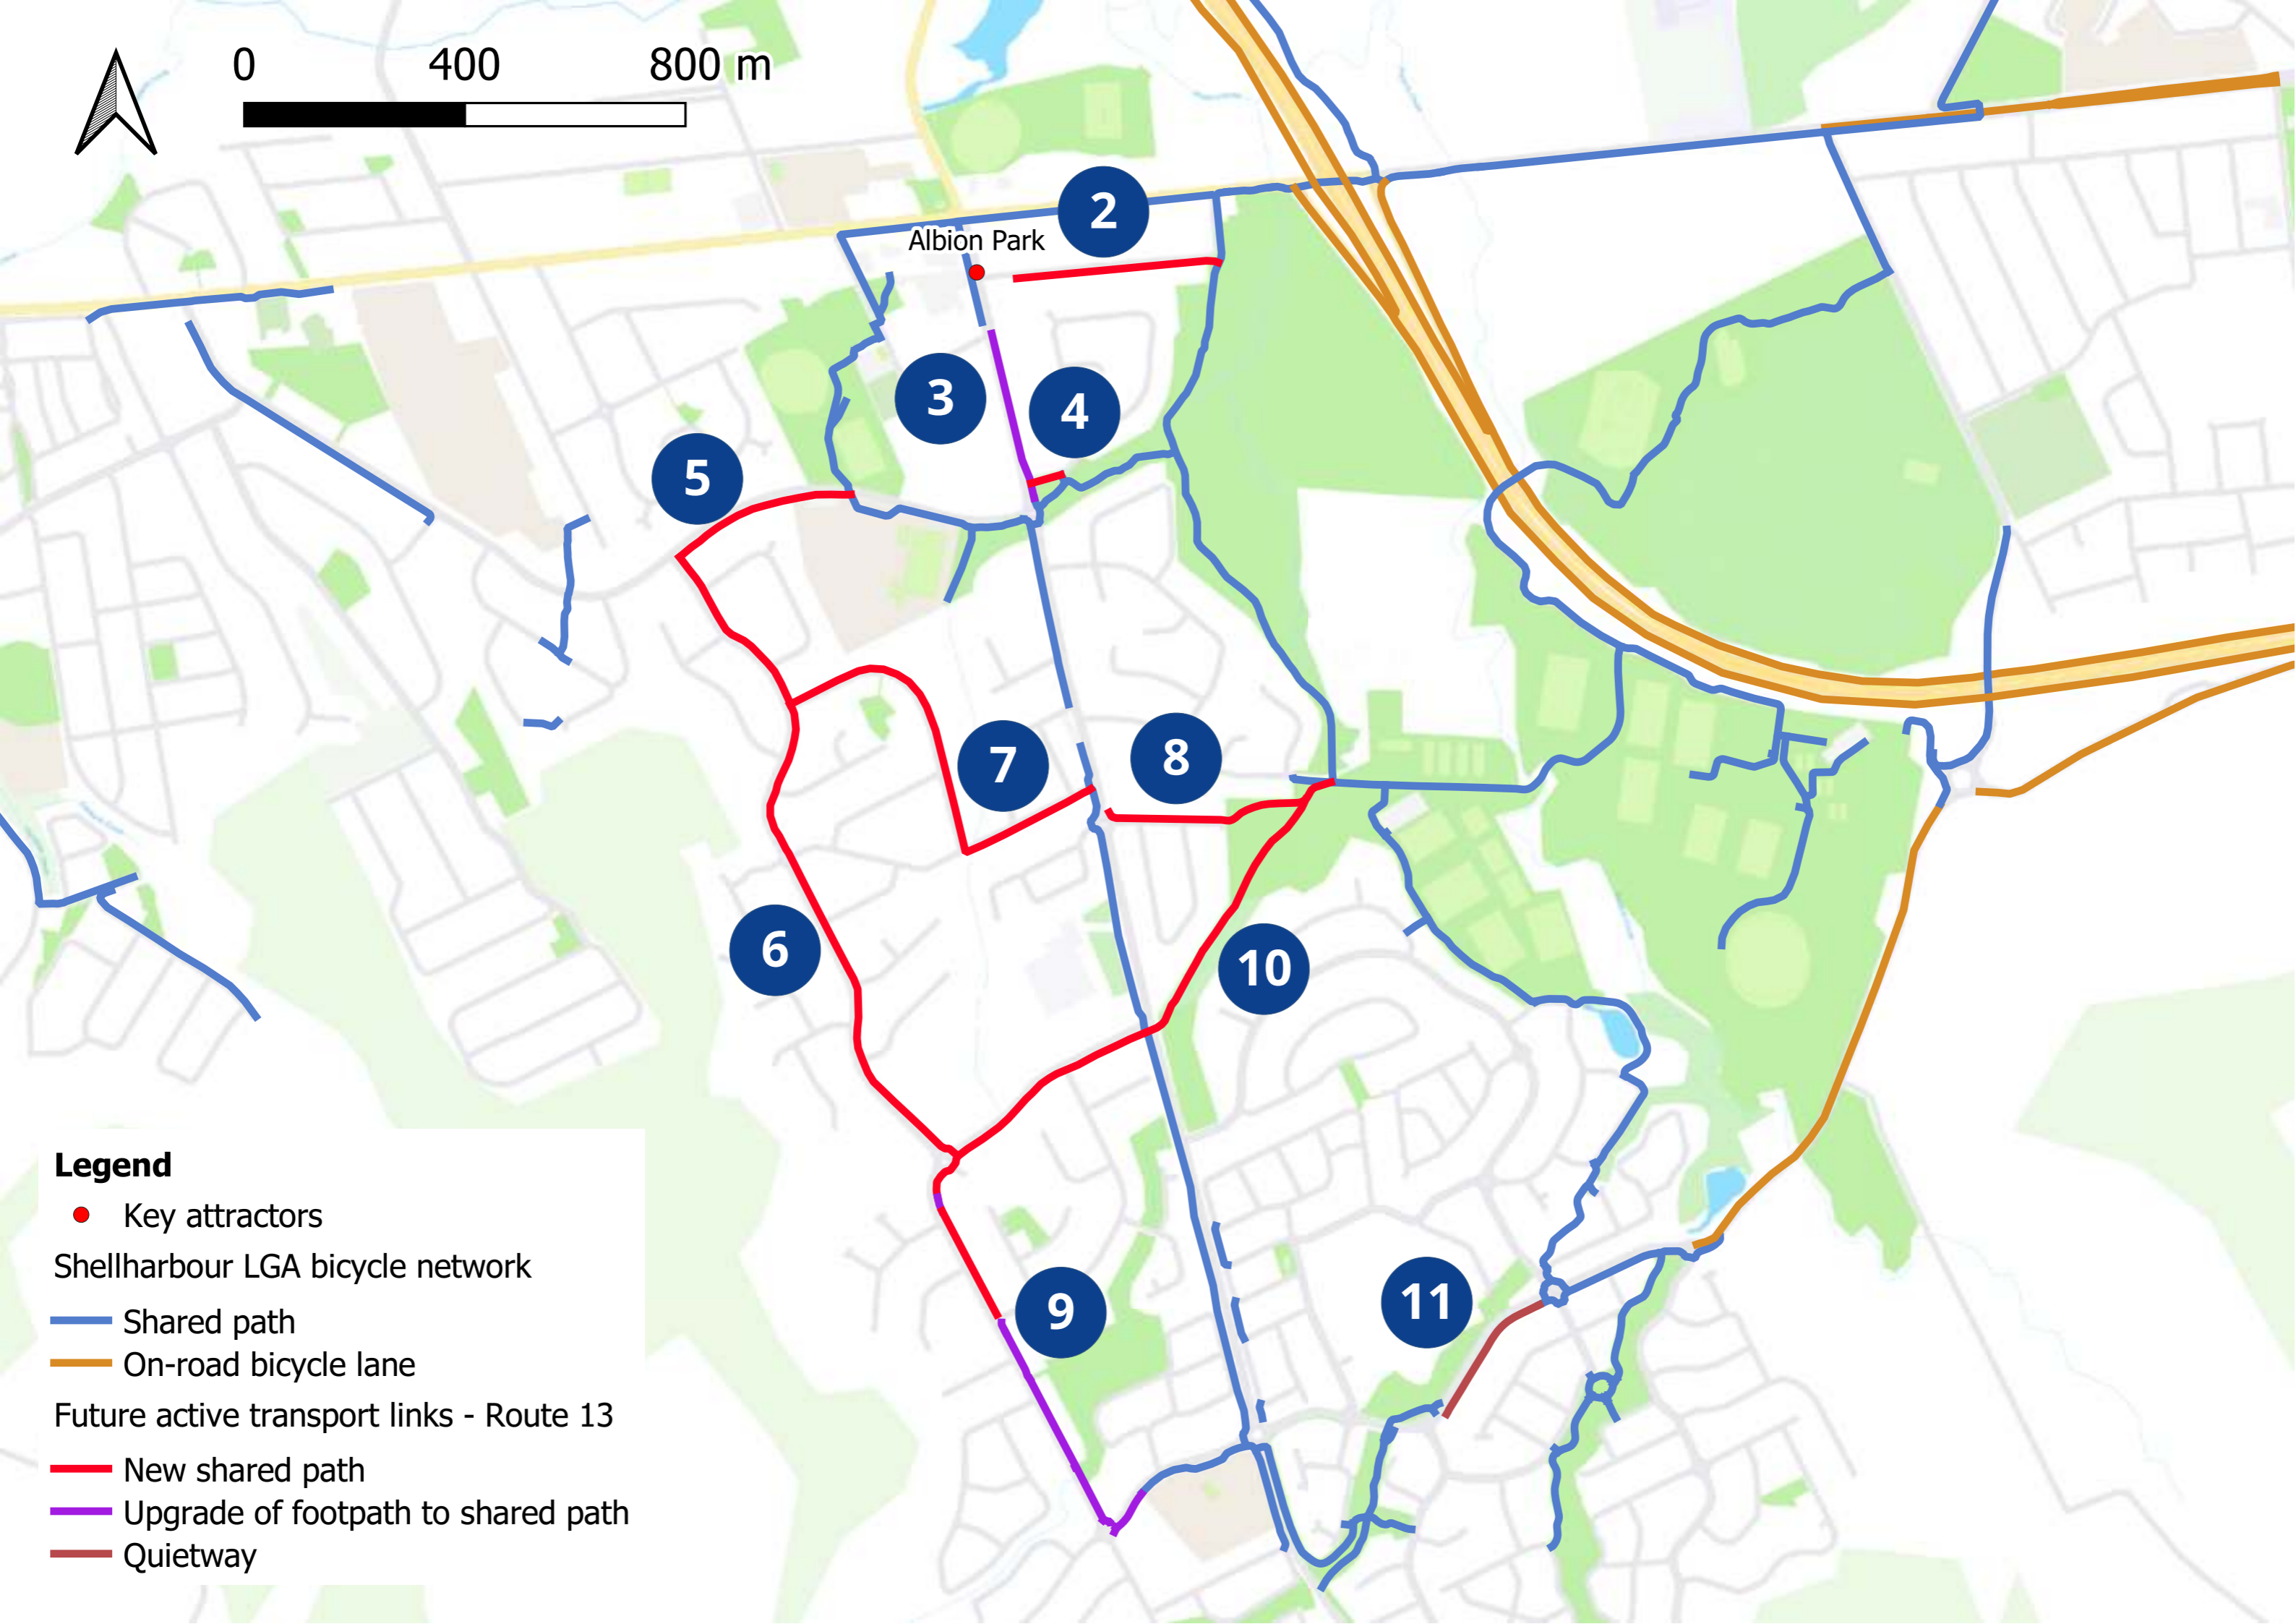 0 400 800 m
2
Albion Park
3
4
5
7
8
6
10
11
9
Legend
Key attractors
Shellharbour LGA bicycle network
Shared path
On-road bicycle lane
Future active transport links - Route 13
New shared path
Upgrade of footpath to shared path
Quietway